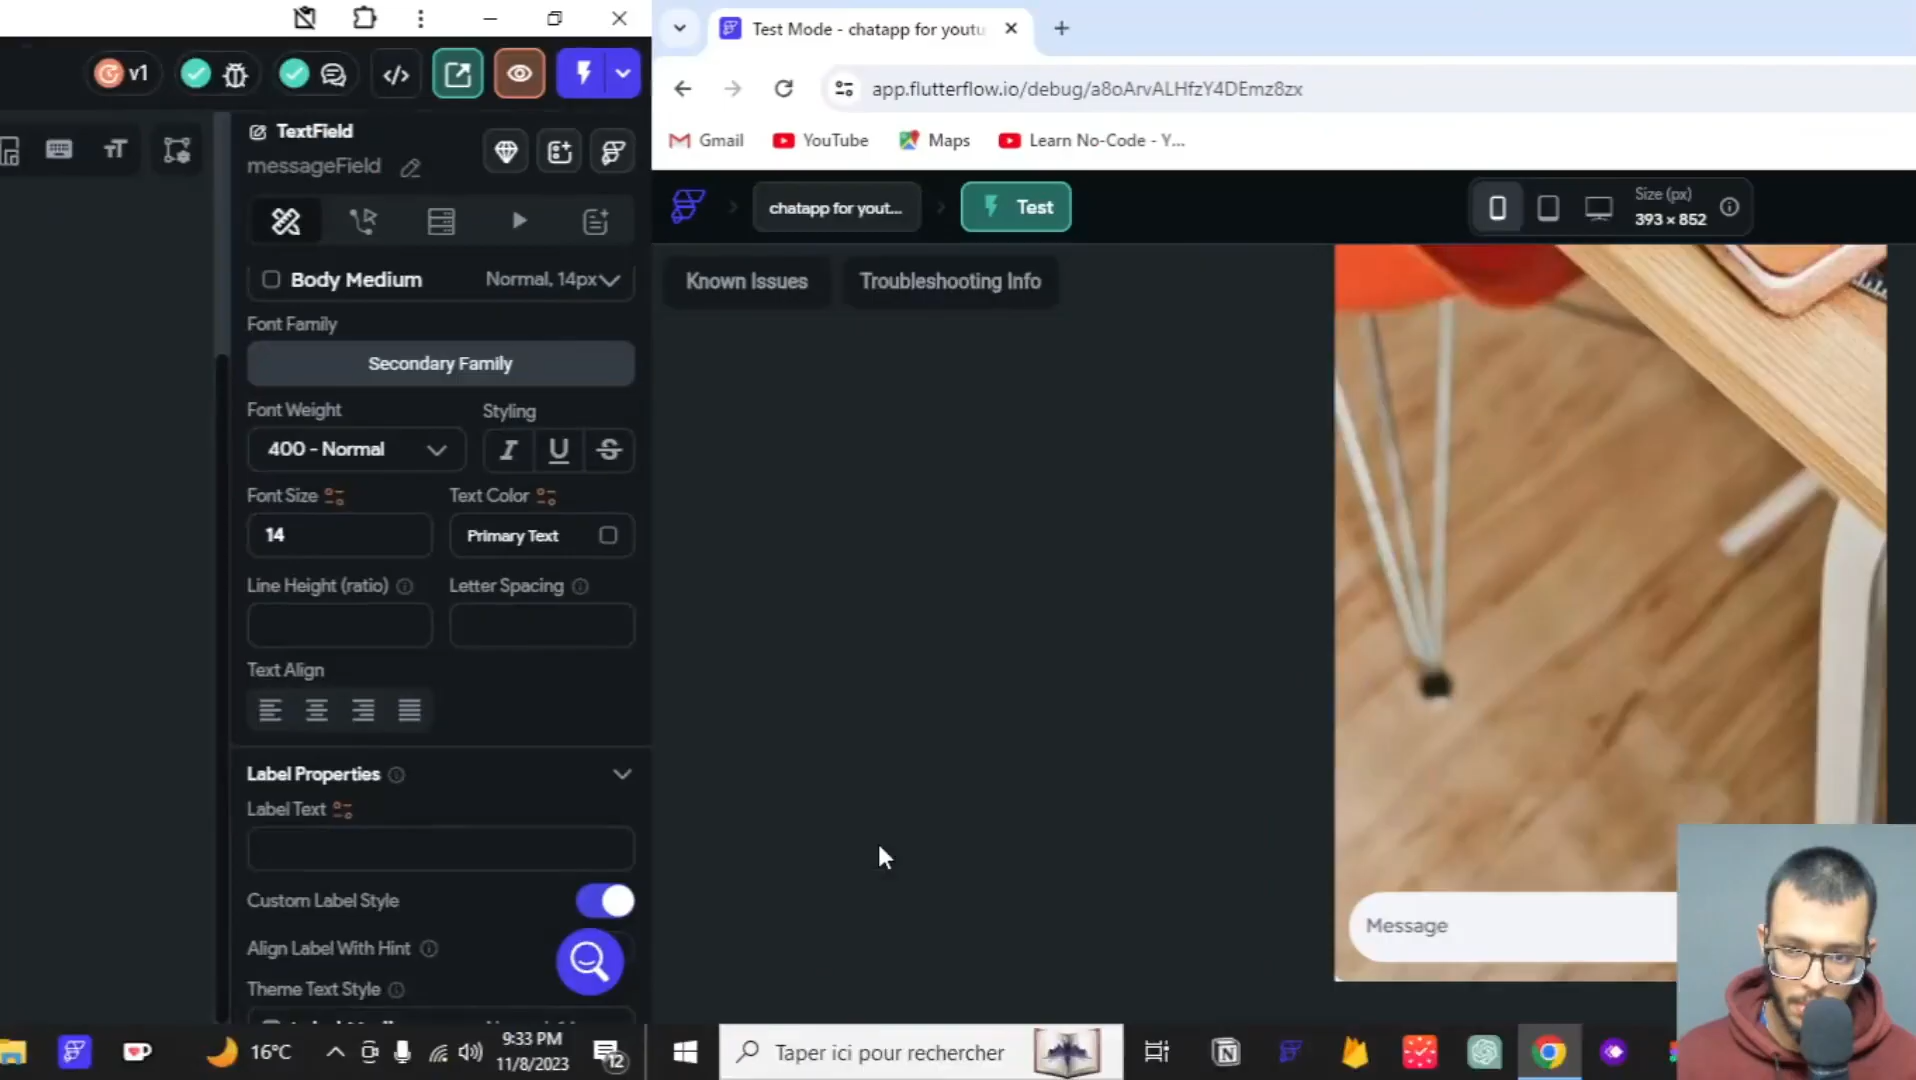 v1
TextField
messageField
Body Medium Normal, 14px
Font Family
Secondary Family
Font Weight Styling
400 - Normal I U S
Font Size Text Color
14 Primary Text
Line Height (ratio) Letter Spacing
Text Align
Label Properties
Label Text
Custom Label Style
Align Label With Hint
Theme Text Style
16°C 9:33 PM
11/8/2023 12
Test Mode - chatapp for youtu
app.flutterflow.io/debug/a8oArvALHfzY4DEmz8zx
Gmail YouTube Maps Learn No-Code - Y...
chatapp for yout... Test Size (px)
393 × 852
Known Issues Troubleshooting Info
Message
Taper ici pour rechercher